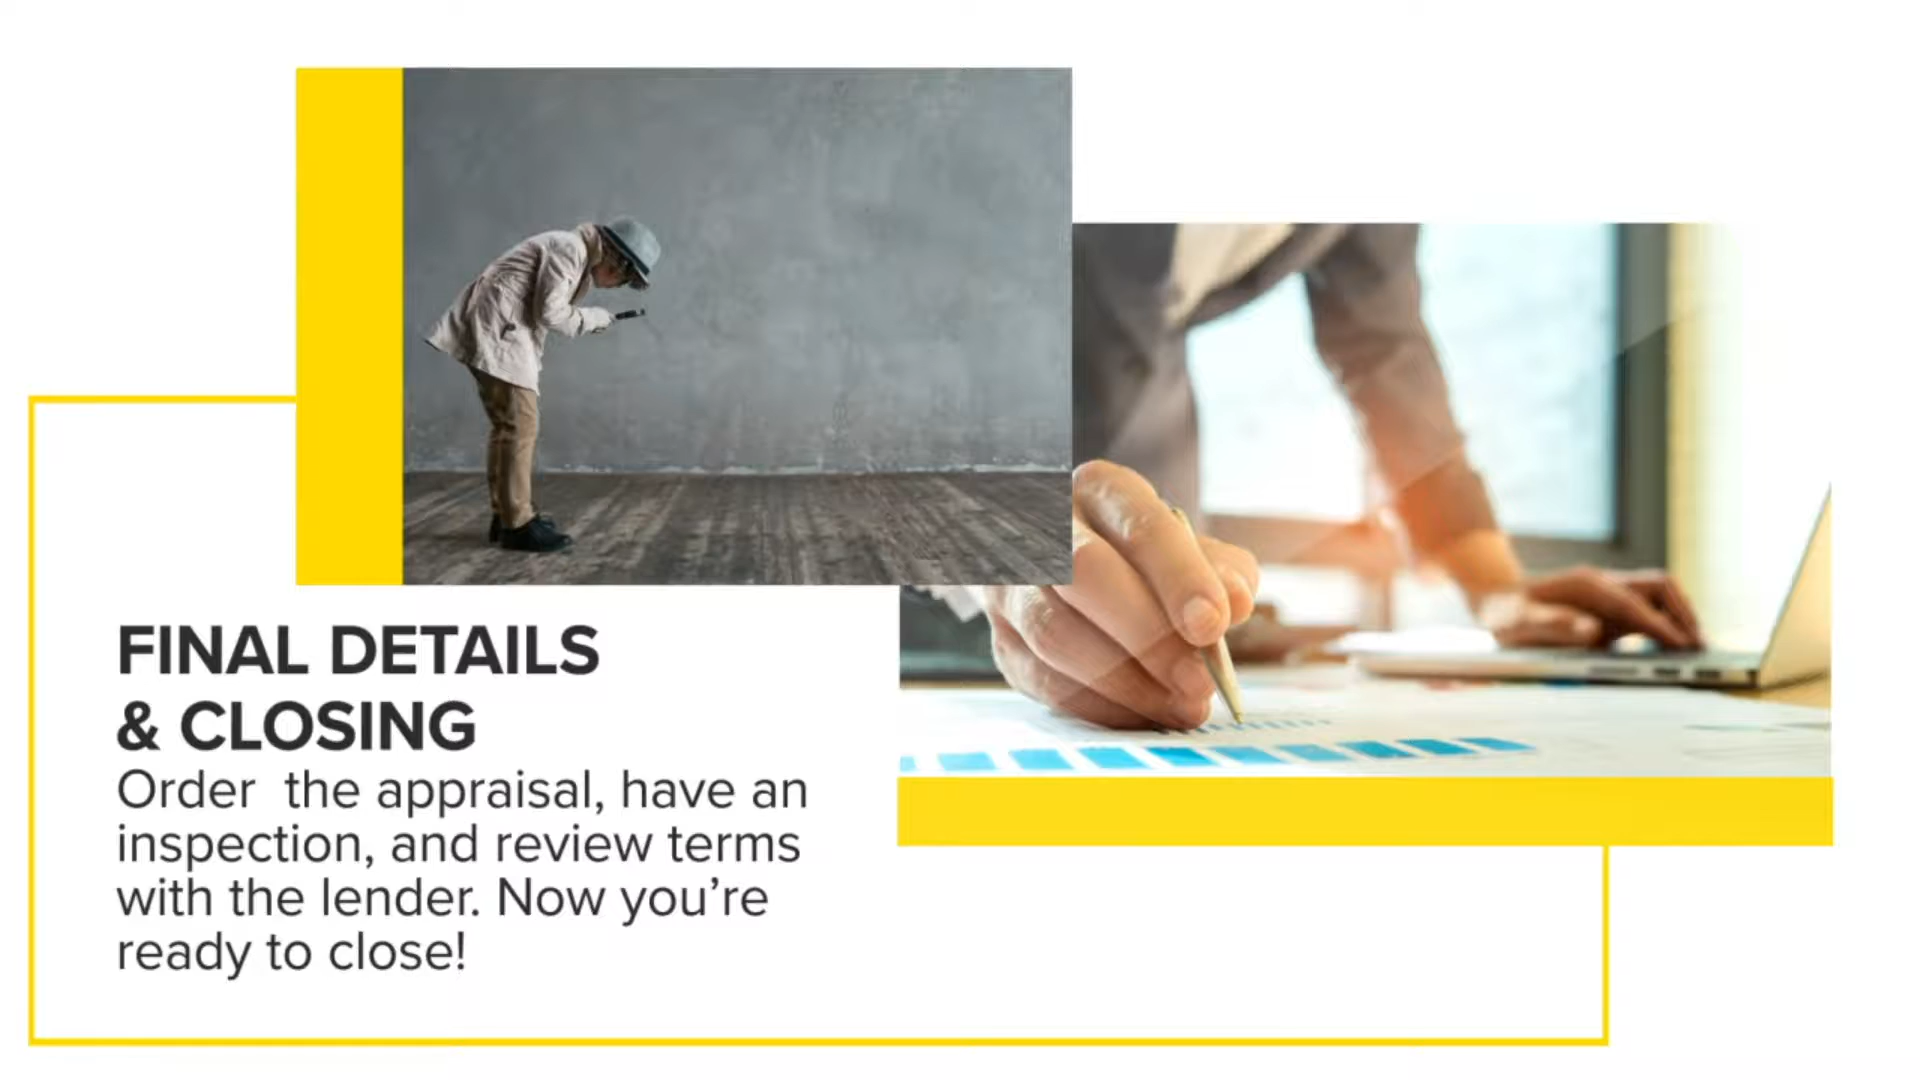 FINAL DETAILS
& CLOSING
Order  the appraisal, have an
inspection, and review terms
with the lender. Now you’re
ready to close!